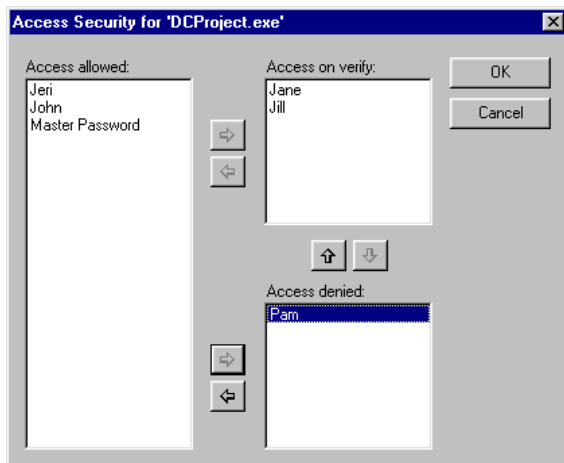 Access Security for 'DCProject.exe'
Access allowed:
Jeri
John
Master Password
Access on verify:
Jane
Jill
OK
Cancel
Access denied:
Pam